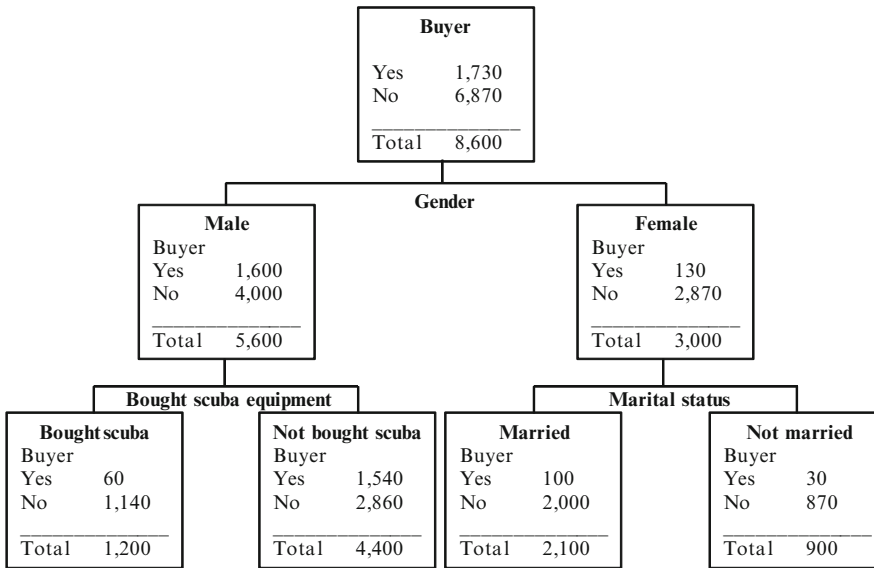 Buyer
Yes 1,730
No 6,870
Total 8,600
Gender
Male
Buyer
Yes 1,600
No 4,000
Total 5,600
Female
Buyer
Yes 130
No 2,870
Total 3,000
Bought scuba equipment
Marital status
Bought scuba
Buyer
Yes 60
No 1,140
Total 1,200
Not bought scuba
Buyer
Yes 1,540
No 2,860
Total 4,400
Married
Buyer
Yes 100
No 2,000
Total 2,100
Not married
Buyer
Yes 30
No 870
Total 900